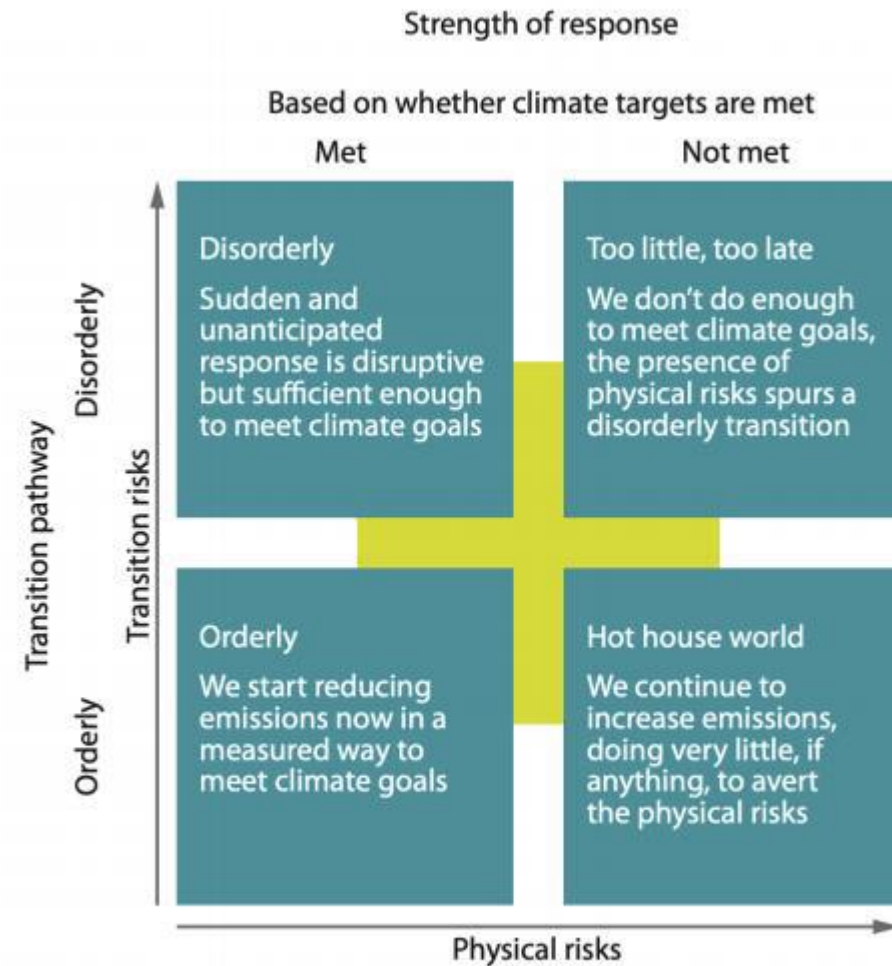 Strength of response
Based on whether climate targets are met
Met
Not met
Transition pathway
Disorderly
Orderly
Transition risks
Disorderly
Sudden and
unanticipated
response is disruptive
but sufficient enough
to meet climate goals
Too little, too late
We don't do enough
to meet climate goals,
the presence of
physical risks spurs a
disorderly transition
Orderly
We start reducing
emissions now in a
measured way to
meet climate goals
Hot house world
We continue to
increase emissions,
doing very little, if
anything, to avert
the physical risks
Physical risks